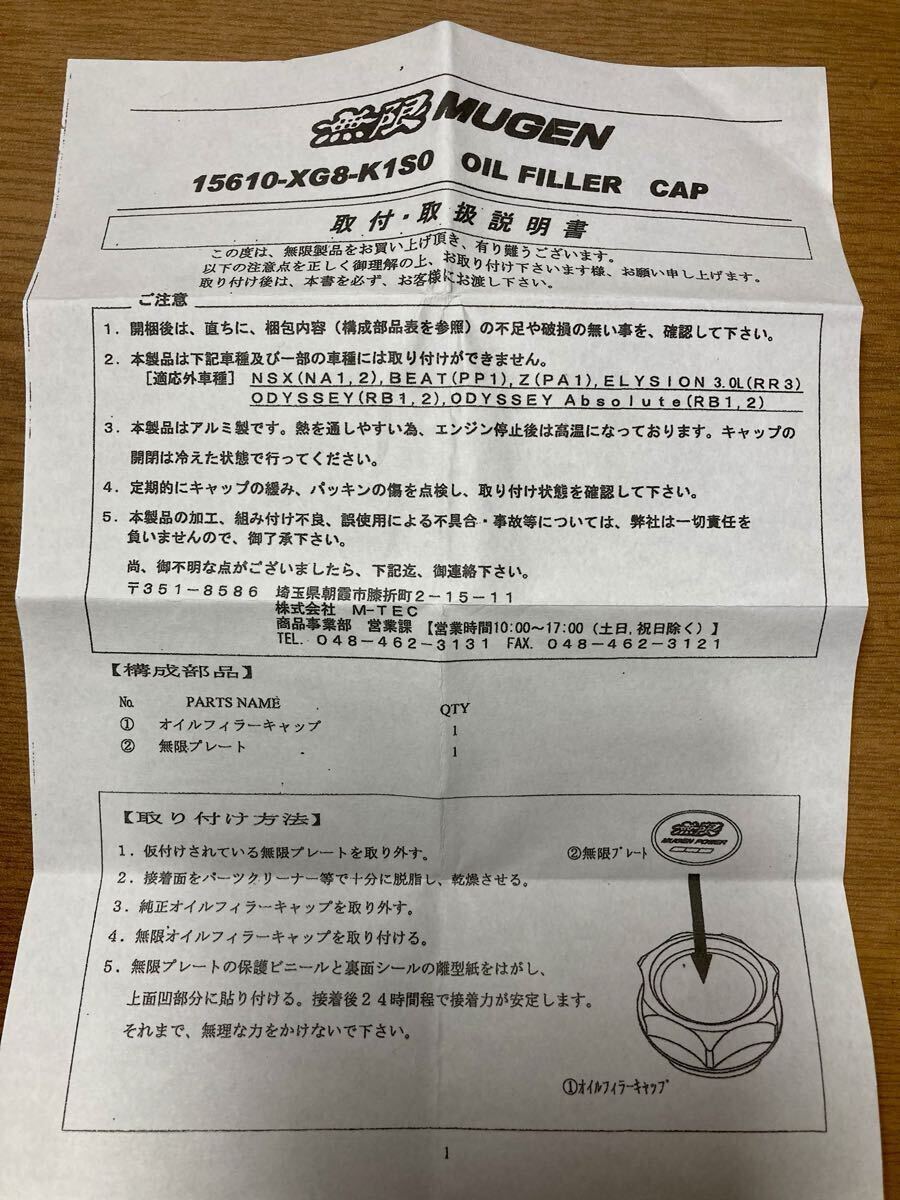 無限 MUGEN
15610-XG8-K1S0 OIL FILLER CAP
取付・取扱説明書
この度は、無限製品をお買い上げ頂き、有り難うございます。
以下の注意点を正しく御理解の上、お取り付け下さいます様、お願い申し上げます。
取り付け後は、本書を必ず、お客様にお渡し下さい。
ご注意
1．開梱後は、直ちに、梱包内容（構成部品表を参照）の不足や破損の無い事を、確認して下さい。
2．本製品は下記車種及び一部の車種には取り付けができません。
［適応外車種］ NSX(NA1,2),BEAT(PP1),Z(PA1),ELYSION 3.0L(RR3)
ODYSSEY(RB1,2),ODYSSEY Absolute(RB1,2)
3．本製品はアルミ製です。熱を通しやすい為、エンジン停止後は高温になっております。キャップの
開閉は冷えた状態で行ってください。
4．定期的にキャップの緩み、パッキンの傷を点検し、取り付け状態を確認して下さい。
5．本製品の加工、組み付け不良、誤使用による不具合・事故等については、弊社は一切責任を
負いませんので、御了承下さい。
尚、御不明な点がございましたら、下記迄、御連絡下さい。
〒351－8586 埼玉県朝霞市膝折町2－15－11
株式会社 M－TEC
商品事業部 営業課 【営業時間10:00～17:00（土日,祝日除く）】
TEL. 048－462－3131 FAX. 048－462－3121
【構成部品】
№ PARTS NAME QTY
① オイルフィラーキャップ 1
② 無限プレート 1
【取り付け方法】
1．仮付けされている無限プレートを取り外す。
2．接着面をパーツクリーナー等で十分に脱脂し、乾燥させる。
3．純正オイルフィラーキャップを取り外す。
4．無限オイルフィラーキャップを取り付ける。
5．無限プレートの保護ビニールと裏面シールの離型紙をはがし、
上面凹部分に貼り付ける。接着後24時間程で接着力が安定します。
それまで、無理な力をかけないで下さい。
無限
MUGEN POWER
②無限ﾌﾟﾚｰﾄ
①ｵｲﾙﾌｨﾗｰｷｬｯﾌﾟ
1